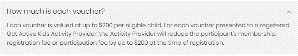 How much is each voucher?
Each voucher is valued at up to $200 per eligible child. For each voucher presented to a registered
Get Active Kids Activity Provider, the Activity Provider will reduce the participant's membership,
registration fee or participation fee by up to $200 at the time of registration.